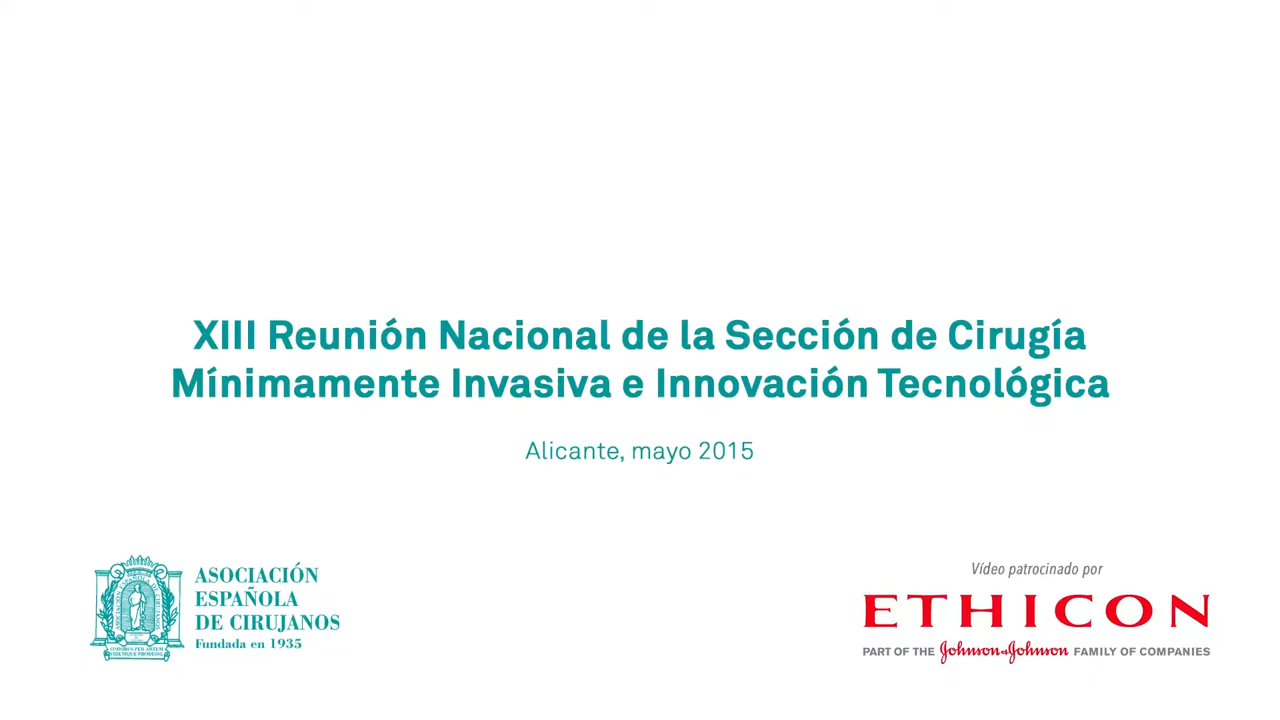 XIII Reunión Nacional de la Sección de Cirugía
Mínimamente Invasiva e Innovación Tecnológica
Alicante, mayo 2015
ASOCIACIÓN
ESPAÑOLA
DE CIRUJANOS
Fundada en 1935
Vídeo patrocinado por
ETHICON
PART OF THE Johnson & Johnson FAMILY OF COMPANIES